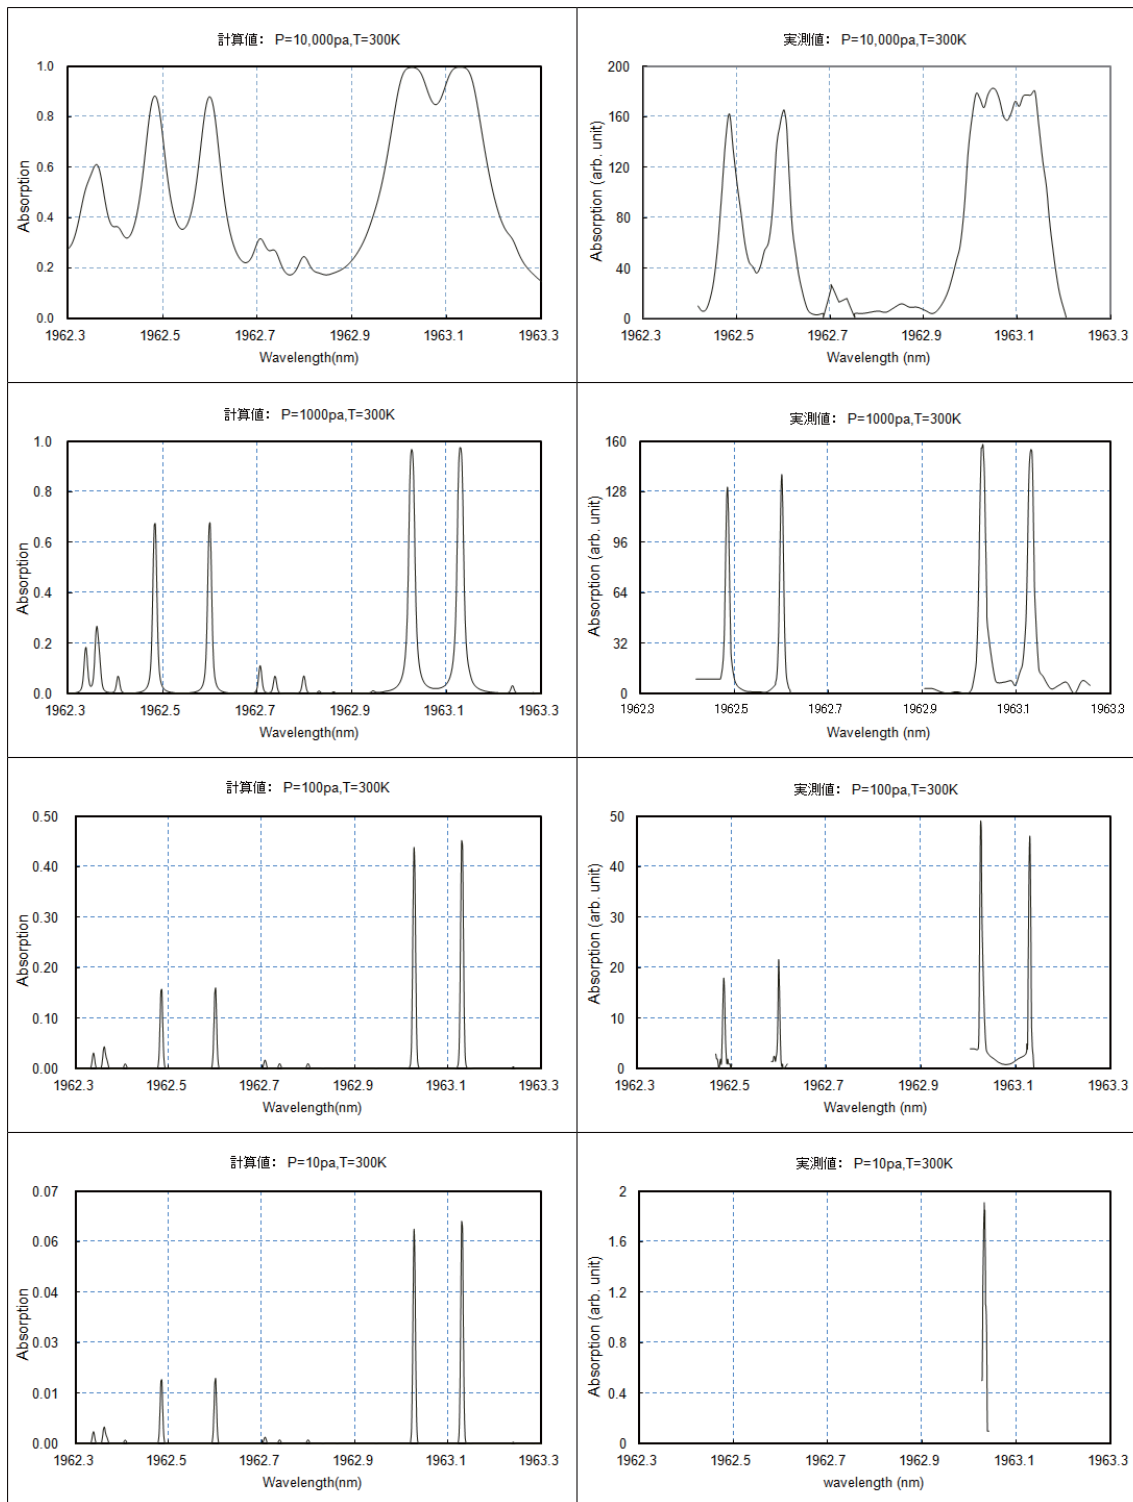 計算値： P=10,000pa,T=300K
Absorption
1.0
0.8
0.6
0.4
0.2
0.0
1962.3 1962.5 1962.7 1962.9 1963.1 1963.3
Wavelength(nm)
実測値： P=10,000pa,T=300K
Absorption (arb. unit)
200
160
120
80
40
0
1962.3 1962.5 1962.7 1962.9 1963.1 1963.3
Wavelength (nm)
計算値： P=1000pa,T=300K
Absorption
1.0
0.8
0.6
0.4
0.2
0.0
1962.3 1962.5 1962.7 1962.9 1963.1 1963.3
Wavelength(nm)
実測値： P=1000pa,T=300K
Absorption (arb. unit)
160
128
96
64
32
0
1962.3 1962.5 1962.7 1962.9 1963.1 1963.3
Wavelength (nm)
計算値： P=100pa,T=300K
Absorption
0.50
0.40
0.30
0.20
0.10
0.00
1962.3 1962.5 1962.7 1962.9 1963.1 1963.3
Wavelength(nm)
実測値： P=100pa,T=300K
Absorption (arb. unit)
50
40
30
20
10
0
1962.3 1962.5 1962.7 1962.9 1963.1 1963.3
Wavelength (nm)
計算値： P=10pa,T=300K
Absorption
0.07
0.06
0.04
0.03
0.01
0.00
1962.3 1962.5 1962.7 1962.9 1963.1 1963.3
Wavelength(nm)
実測値： P=10pa,T=300K
Absorption (arb. unit)
2
1.6
1.2
0.8
0.4
0
1962.3 1962.5 1962.7 1962.9 1963.1 1963.3
wavelength (nm)